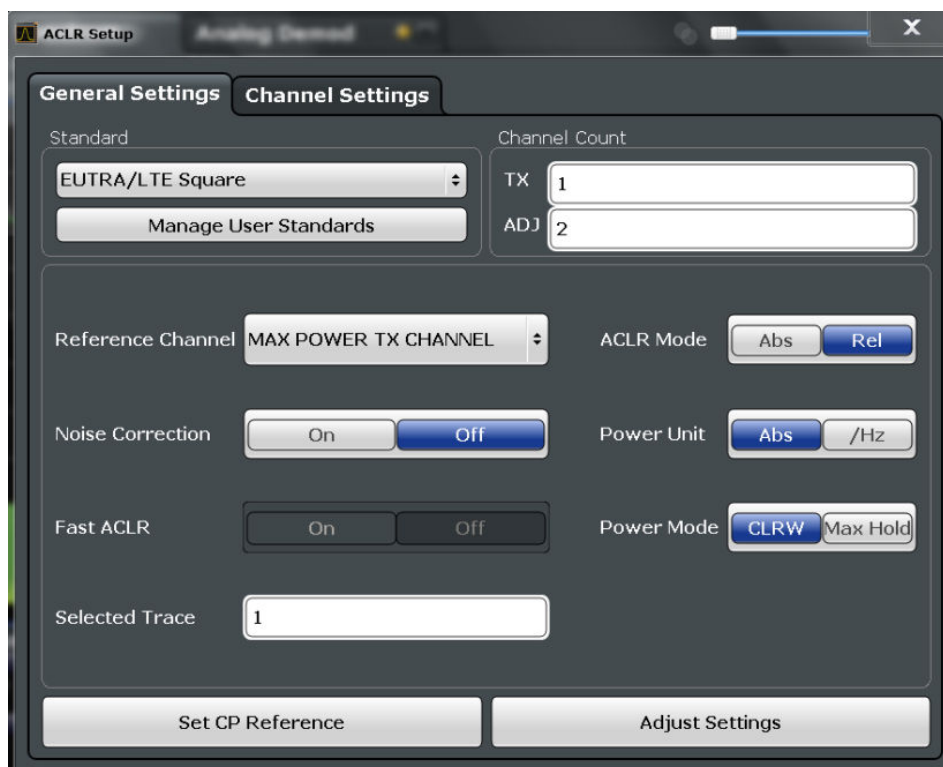 ACLR Setup
Analog Demod
X
General Settings
Channel Settings
Standard
EUTRA/LTE Square
Manage User Standards
Channel Count
TX 1
ADJ 2
Reference Channel MAX POWER TX CHANNEL
ACLR Mode Abs Rel
Noise Correction On Off
Power Unit Abs /Hz
Fast ACLR On Off
Power Mode CLRW Max Hold
Selected Trace 1
Set CP Reference
Adjust Settings